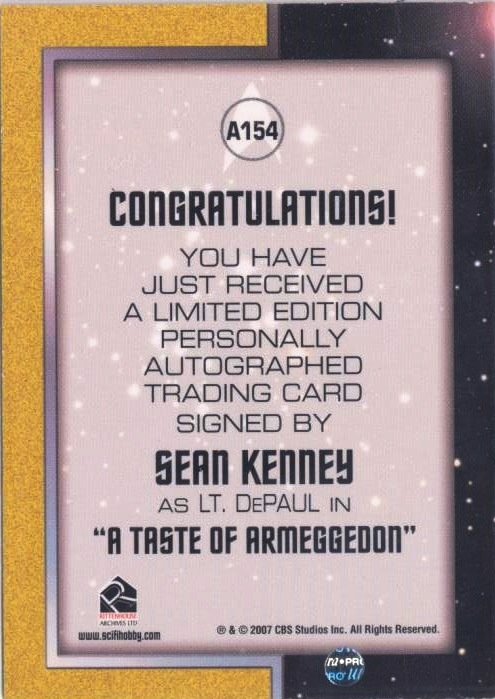 A154
CONGRATULATIONS!
YOU HAVE
JUST RECEIVED
A LIMITED EDITION
PERSONALLY
AUTOGRAPHED
TRADING CARD
SIGNED BY
SEAN KENNEY
AS LT. DePAUL IN
"A TASTE OF ARMEGGEDON"
RITTENHOUSE
ARCHIVES LTD
www.scifihobby.com
® & © 2007 CBS Studios Inc. All Rights Reserved.